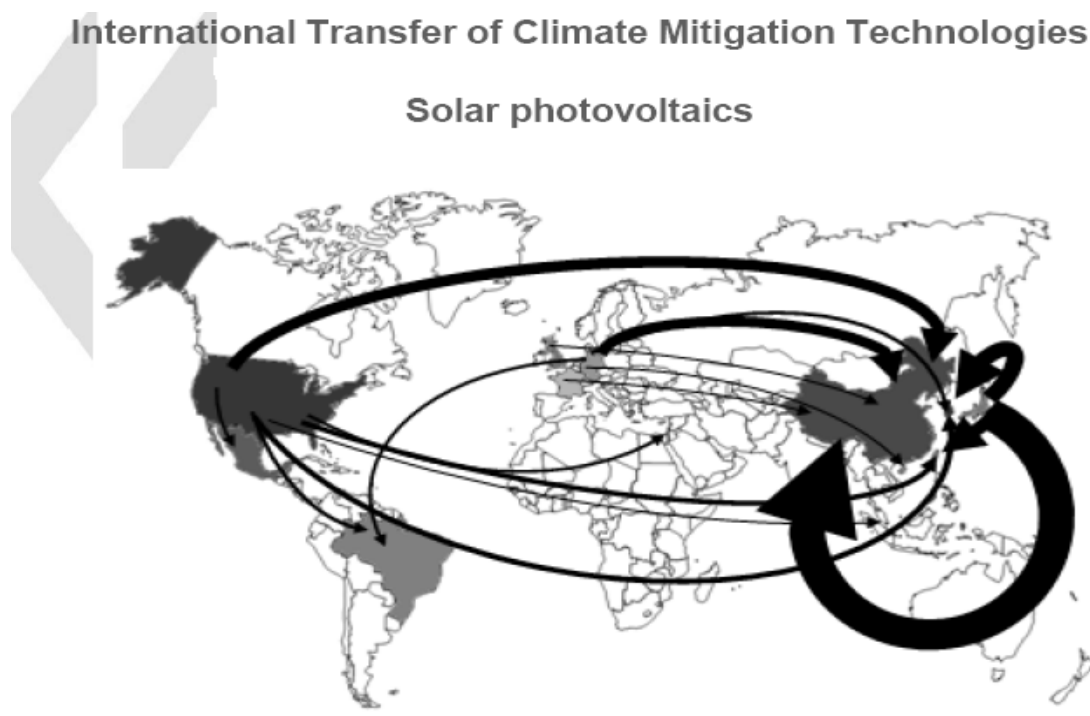 International Transfer of Climate Mitigation Technologies
Solar photovoltaics